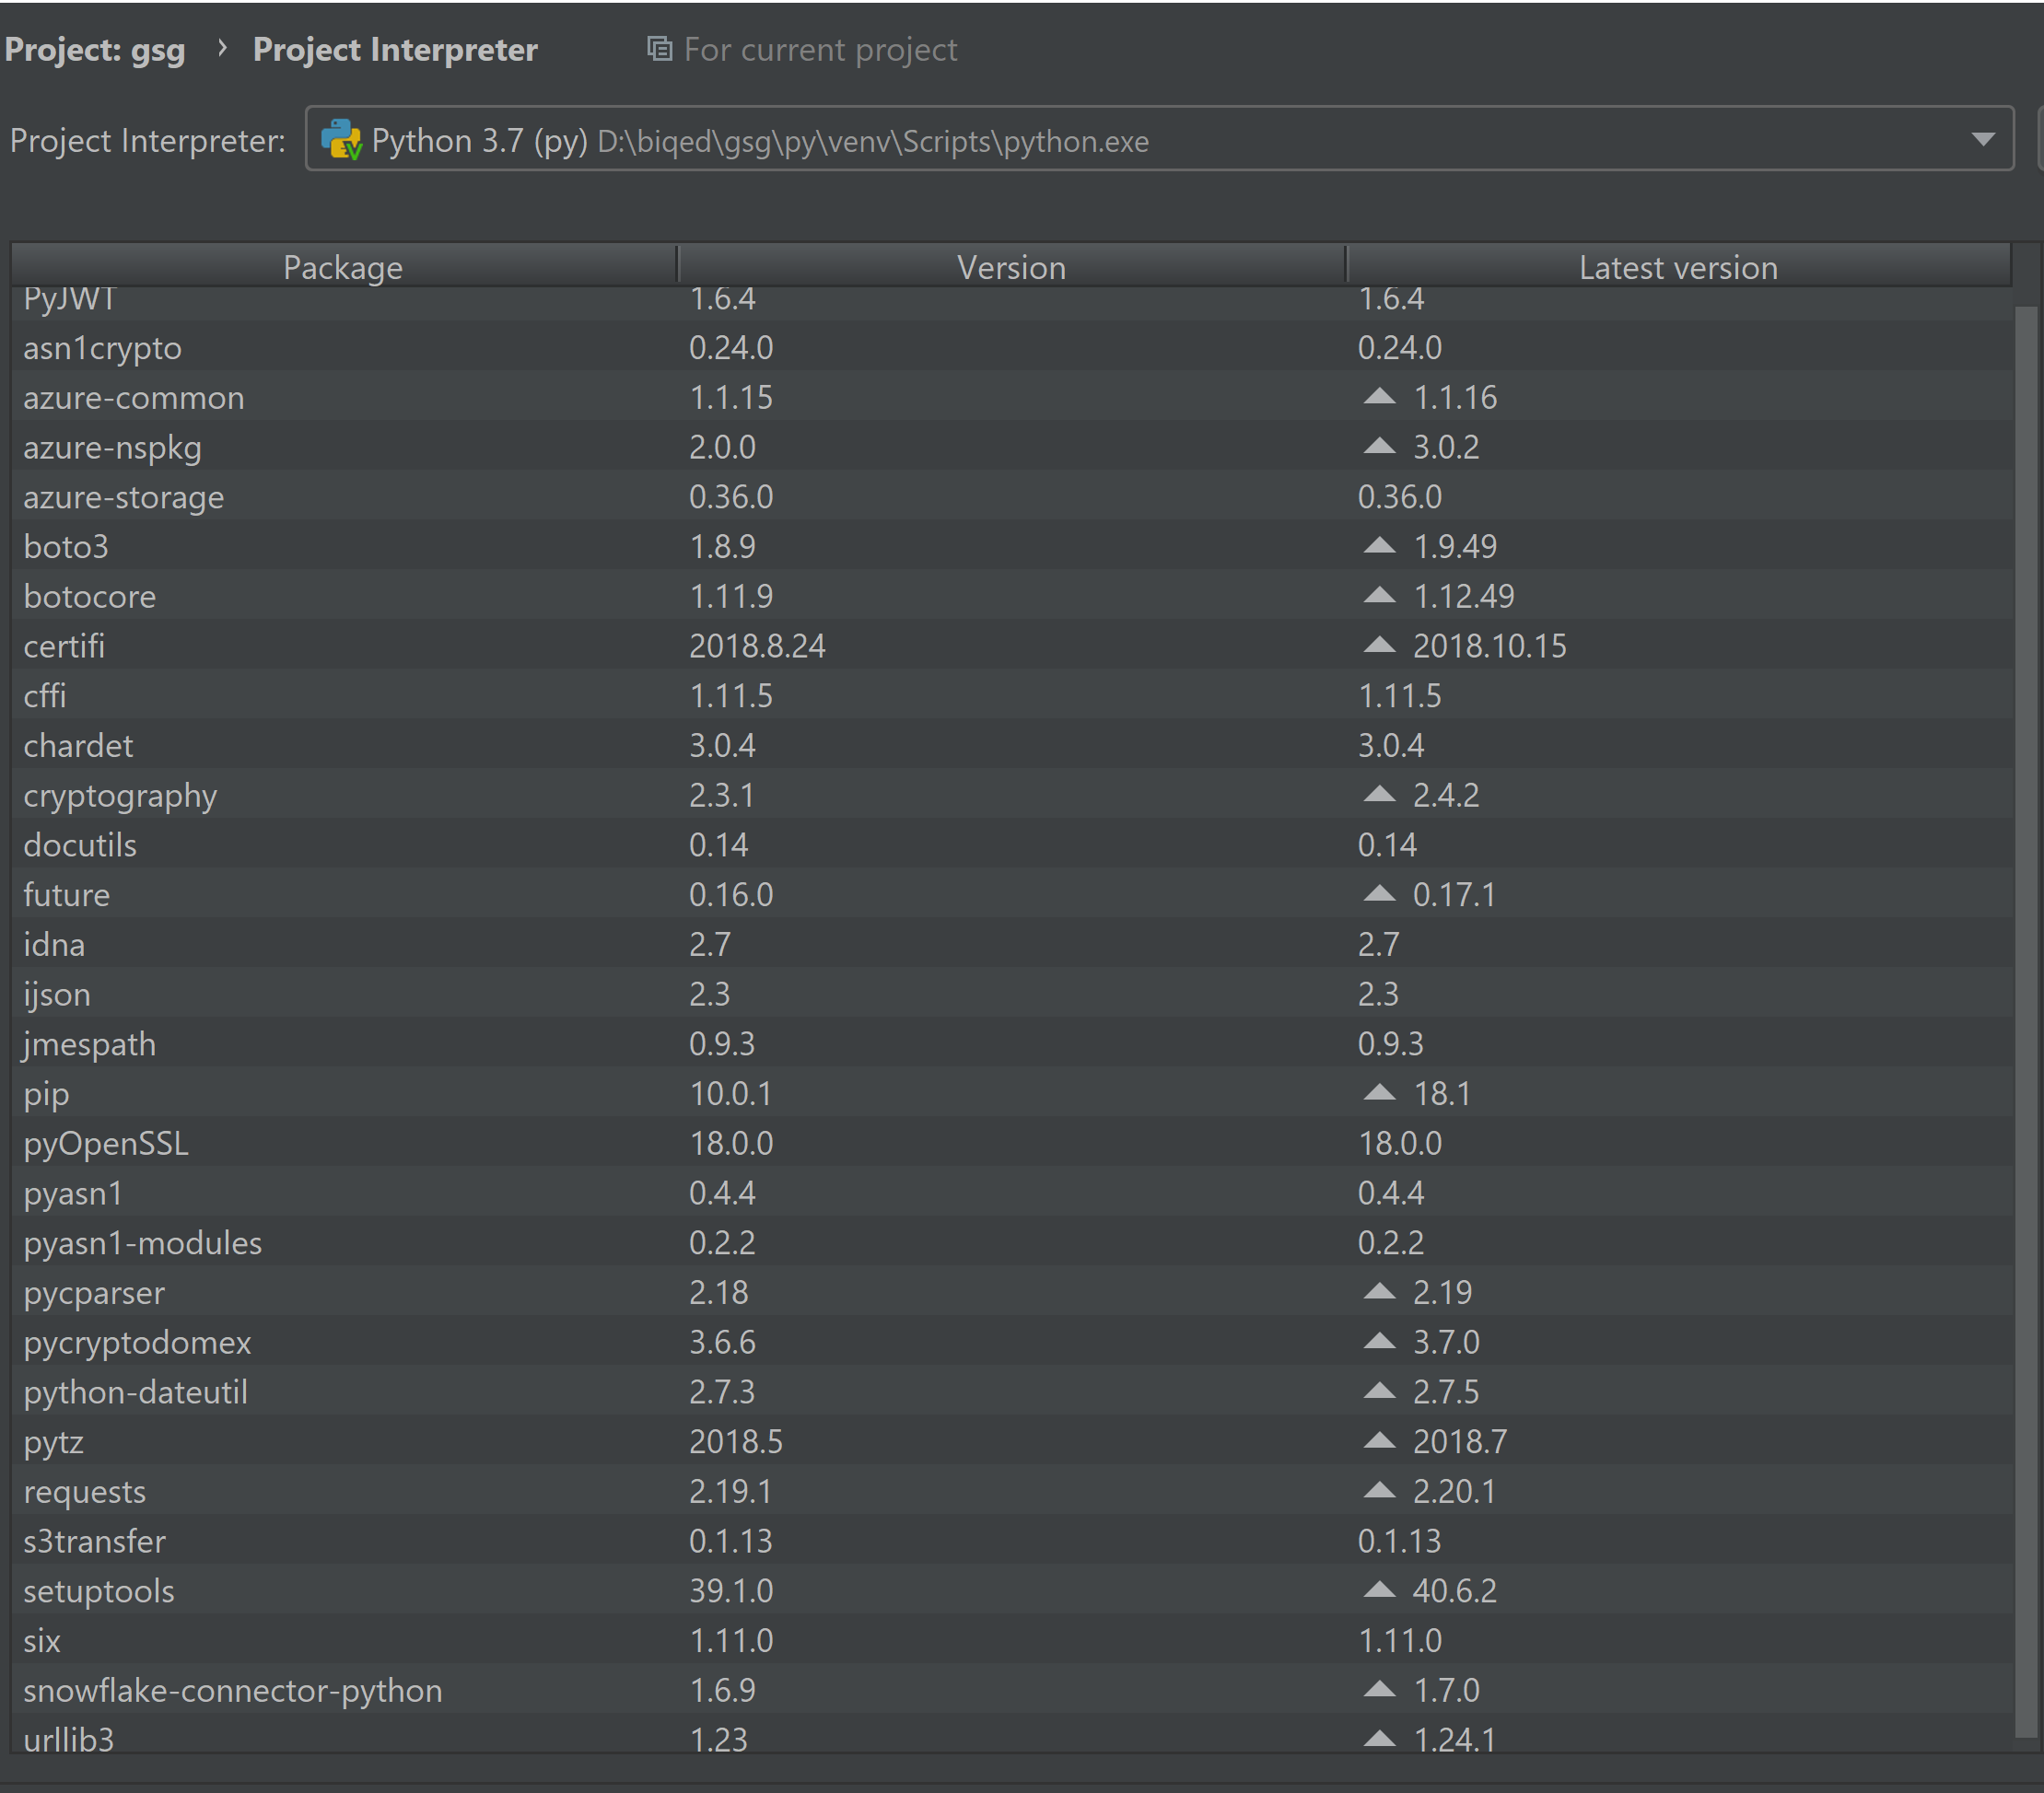 Project: gsg › Project Interpreter For current project
Project Interpreter: Python 3.7 (py) D:\biqed\gsg\py\venv\Scripts\python.exe
Package Version Latest version
PyJWT 1.6.4 1.6.4
asn1crypto 0.24.0 0.24.0
azure-common 1.1.15 1.1.16
azure-nspkg 2.0.0 3.0.2
azure-storage 0.36.0 0.36.0
boto3 1.8.9 1.9.49
botocore 1.11.9 1.12.49
certifi 2018.8.24 2018.10.15
cffi 1.11.5 1.11.5
chardet 3.0.4 3.0.4
cryptography 2.3.1 2.4.2
docutils 0.14 0.14
future 0.16.0 0.17.1
idna 2.7 2.7
ijson 2.3 2.3
jmespath 0.9.3 0.9.3
pip 10.0.1 18.1
pyOpenSSL 18.0.0 18.0.0
pyasn1 0.4.4 0.4.4
pyasn1-modules 0.2.2 0.2.2
pycparser 2.18 2.19
pycryptodomex 3.6.6 3.7.0
python-dateutil 2.7.3 2.7.5
pytz 2018.5 2018.7
requests 2.19.1 2.20.1
s3transfer 0.1.13 0.1.13
setuptools 39.1.0 40.6.2
six 1.11.0 1.11.0
snowflake-connector-python 1.6.9 1.7.0
urllib3 1.23 1.24.1